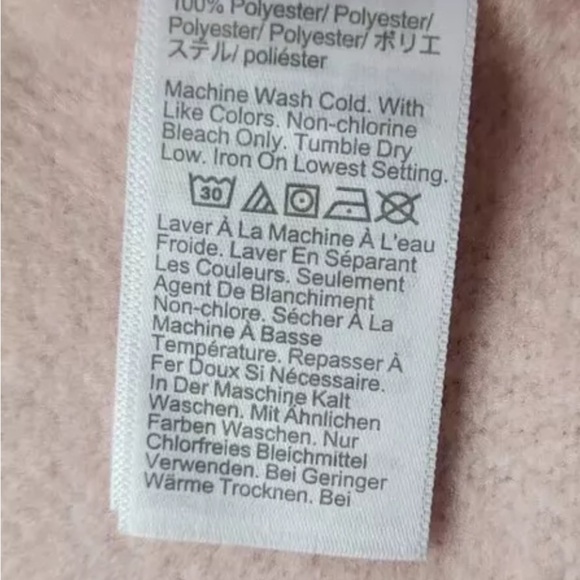 100% Polyester/ Polyester/
Polyester/ Polyester/ ポリエ
ステル/ poliéster
Machine Wash Cold. With
Like Colors. Non-chlorine
Bleach Only. Tumble Dry
Low. Iron On Lowest Setting.
30
Laver À La Machine À L'eau
Froide. Laver En Séparant
Les Couleurs. Seulement
Agent De Blanchiment
Non-chlore. Sécher À La
Machine À Basse
Température. Repasser À
Fer Doux Si Nécessaire.
In Der Maschine Kalt
Waschen. Mit Ähnlichen
Farben Waschen. Nur
Chlorfreies Bleichmittel
Verwenden. Bei Geringer
Wärme Trocknen. Bei